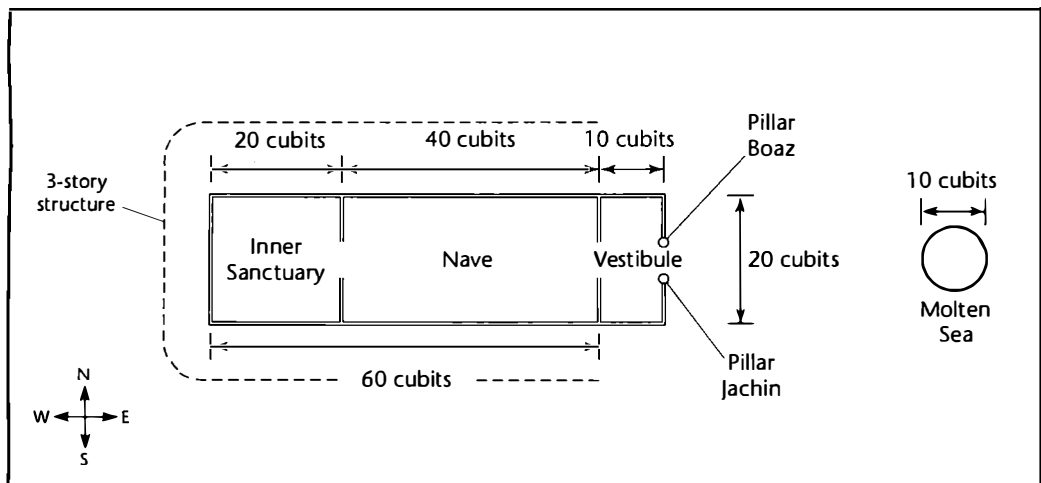 Pillar
Boaz
20 cubits
40 cubits
10 cubits
3-story
structure
10 cubits
Inner
Sanctuary
Nave
Vestibule
20 cubits
Molten
Sea
Pillar
Jachin
60 cubits
N
W
E
S